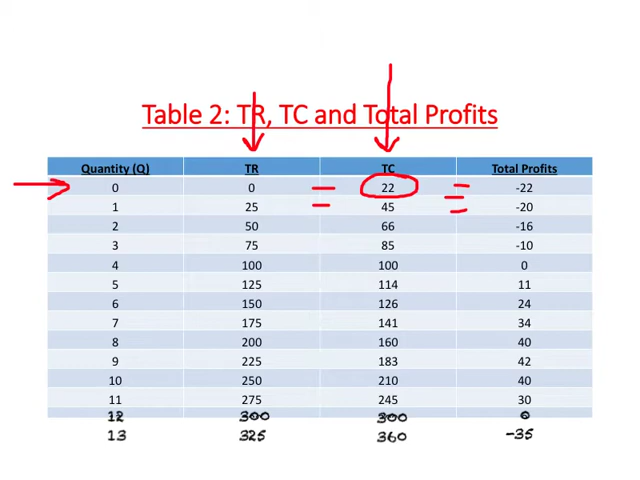 Table 2: TR, TC and Total Profits
Quantity (Q) TR TC Total Profits
0 0 22 -22
1 25 45 -20
2 50 66 -16
3 75 85 -10
4 100 100 0
5 125 114 11
6 150 126 24
7 175 141 34
8 200 160 40
9 225 183 42
10 250 210 40
11 275 245 30
12 300 300 0
13 325 360 -35